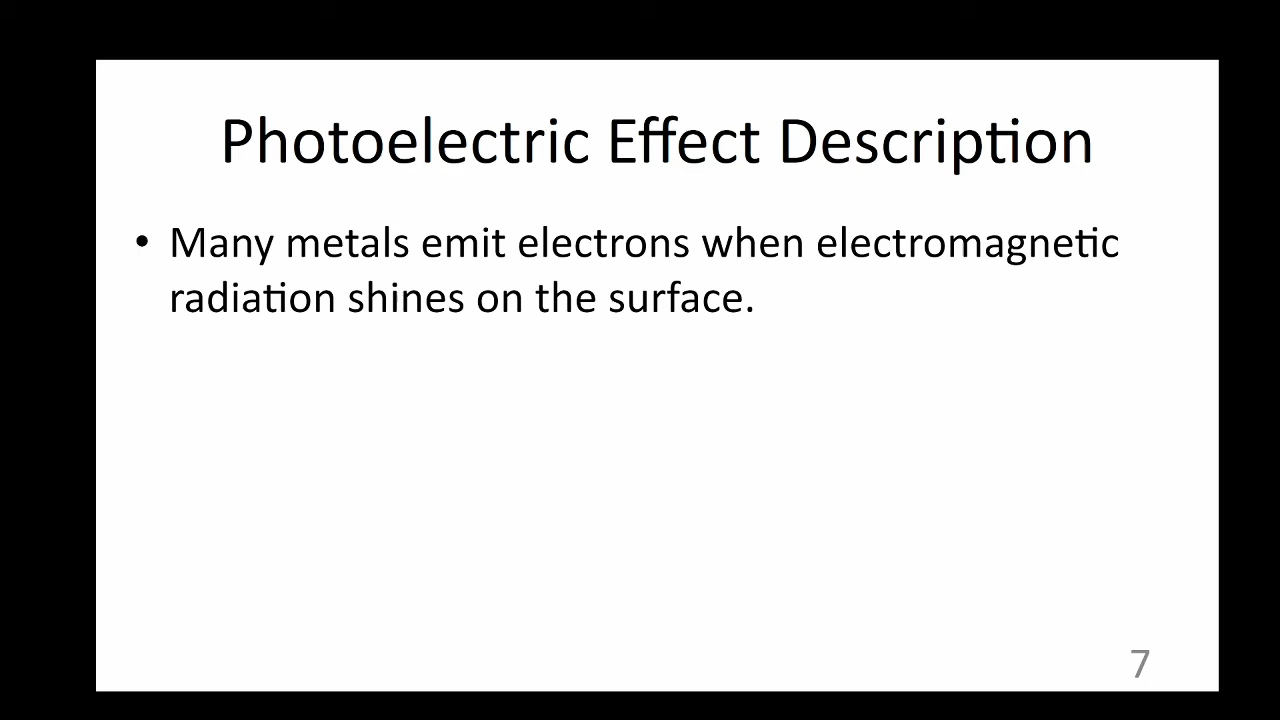 Photoelectric Effect Description
• Many metals emit electrons when electromagnetic
radiation shines on the surface.
7